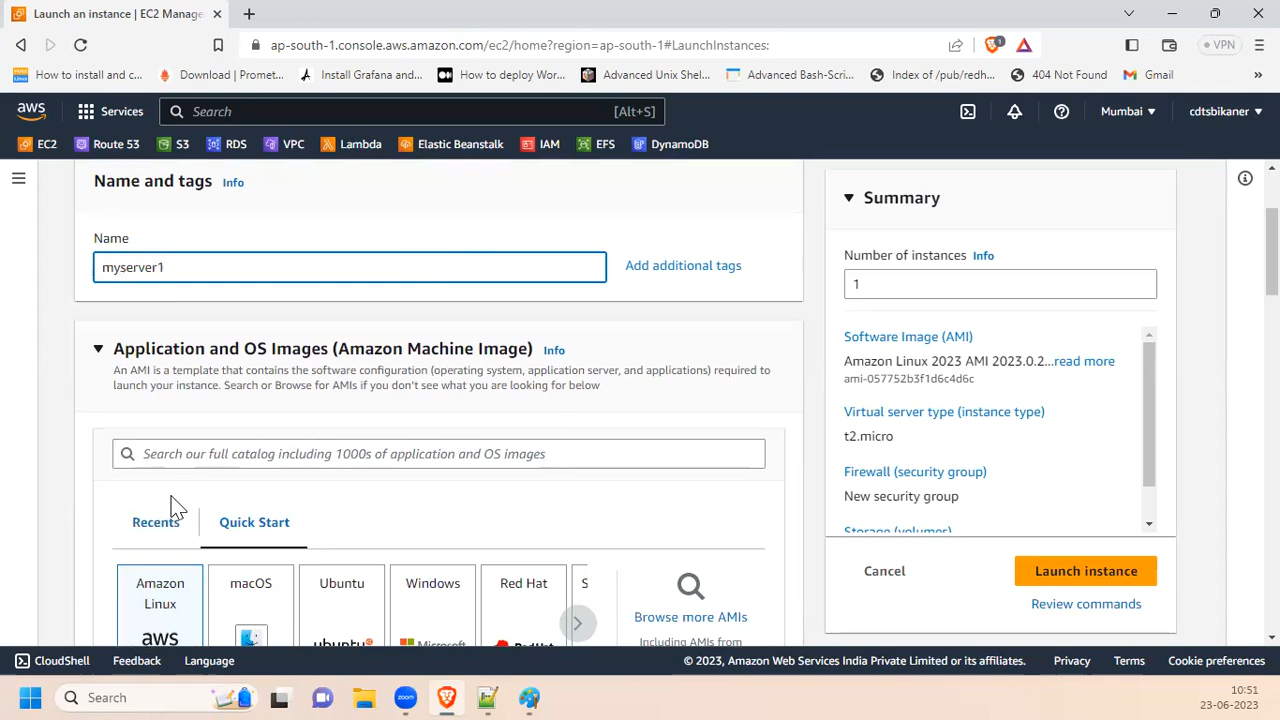 Launch an instance | EC2 Manage
ap-south-1.console.aws.amazon.com/ec2/home?region=ap-south-1#LaunchInstances:
1
VPN
How to install and c...
Download | Promet...
Install Grafana and...
How to deploy Wor...
Advanced Unix Shel...
Advanced Bash-Scri...
Index of /pub/redh...
404 Not Found
Gmail
aws
Services
Search
[Alt+S]
Mumbai
cdtsbikaner
EC2
Route 53
S3
RDS
VPC
Lambda
Elastic Beanstalk
IAM
EFS
DynamoDB
Name and tags Info
Name
myserver1
Add additional tags
Application and OS Images (Amazon Machine Image) Info
An AMI is a template that contains the software configuration (operating system, application server, and applications) required to
launch your instance. Search or Browse for AMIs if you don't see what you are looking for below
Search our full catalog including 1000s of application and OS images
Recents
Quick Start
Amazon
Linux
aws
macOS
Ubuntu
ubuntu
Windows
Microsoft
Red Hat
RedHat
S
Browse more AMIs
Including AMIs from
Summary
Number of instances Info
1
Software Image (AMI)
Amazon Linux 2023 AMI 2023.0.2...read more
ami-057752b3f1d6c4d6c
Virtual server type (instance type)
t2.micro
Firewall (security group)
New security group
Storage (volumes)
Cancel
Launch instance
Review commands
CloudShell
Feedback
Language
© 2023, Amazon Web Services India Private Limited or its affiliates.
Privacy
Terms
Cookie preferences
Search
zoom
10:51
23-06-2023